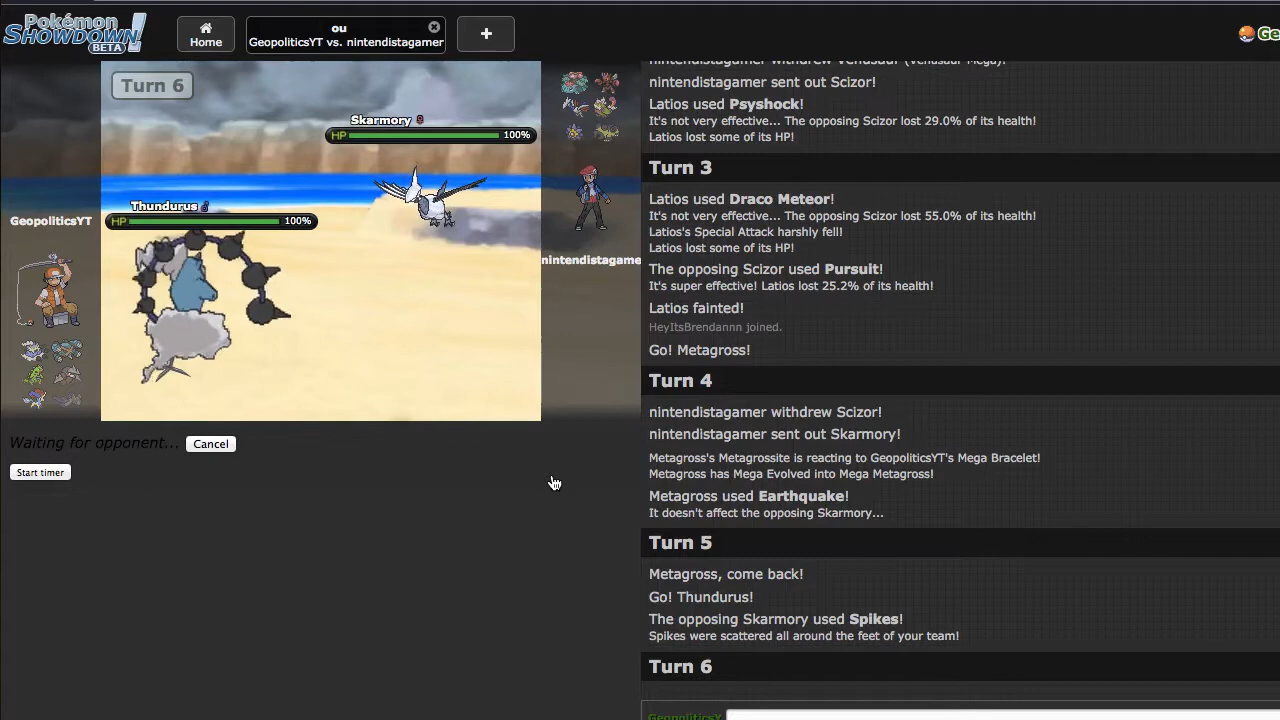 Pokémon
SHOWDOWN!
BETA
Home
ou
GeopoliticsYT vs. nintendistagamer
+
Ge
Turn 6
Skarmory
HP 100%
Thundurus
HP 100%
GeopoliticsYT
nintendistagame
Waiting for opponent... Cancel
Start timer
nintendistagamer withdrew Venusaur (Venusaur-Mega)!
nintendistagamer sent out Scizor!
Latios used Psyshock!
It's not very effective... The opposing Scizor lost 29.0% of its health!
Latios lost some of its HP!
Turn 3
Latios used Draco Meteor!
It's not very effective... The opposing Scizor lost 55.0% of its health!
Latios's Special Attack harshly fell!
Latios lost some of its HP!
The opposing Scizor used Pursuit!
It's super effective! Latios lost 25.2% of its health!
Latios fainted!
HeyItsBrendannn joined.
Go! Metagross!
Turn 4
nintendistagamer withdrew Scizor!
nintendistagamer sent out Skarmory!
Metagross's Metagrossite is reacting to GeopoliticsYT's Mega Bracelet!
Metagross has Mega Evolved into Mega Metagross!
Metagross used Earthquake!
It doesn't affect the opposing Skarmory...
Turn 5
Metagross, come back!
Go! Thundurus!
The opposing Skarmory used Spikes!
Spikes were scattered all around the feet of your team!
Turn 6
GeopoliticsY